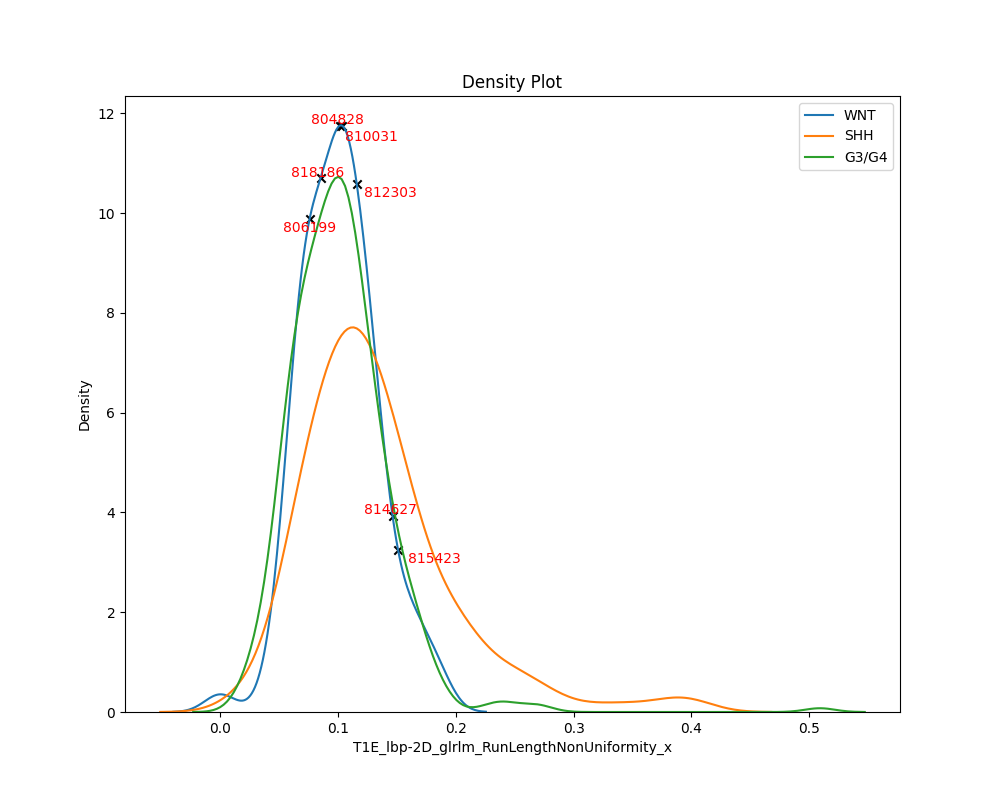 Density Plot
WNT
SHH
G3/G4
804828
810031
818186
812303
806199
814627
815423
12
10
8
6
4
2
0
Density
0.0 0.1 0.2 0.3 0.4 0.5
T1E_lbp-2D_glrlm_RunLengthNonUniformity_x